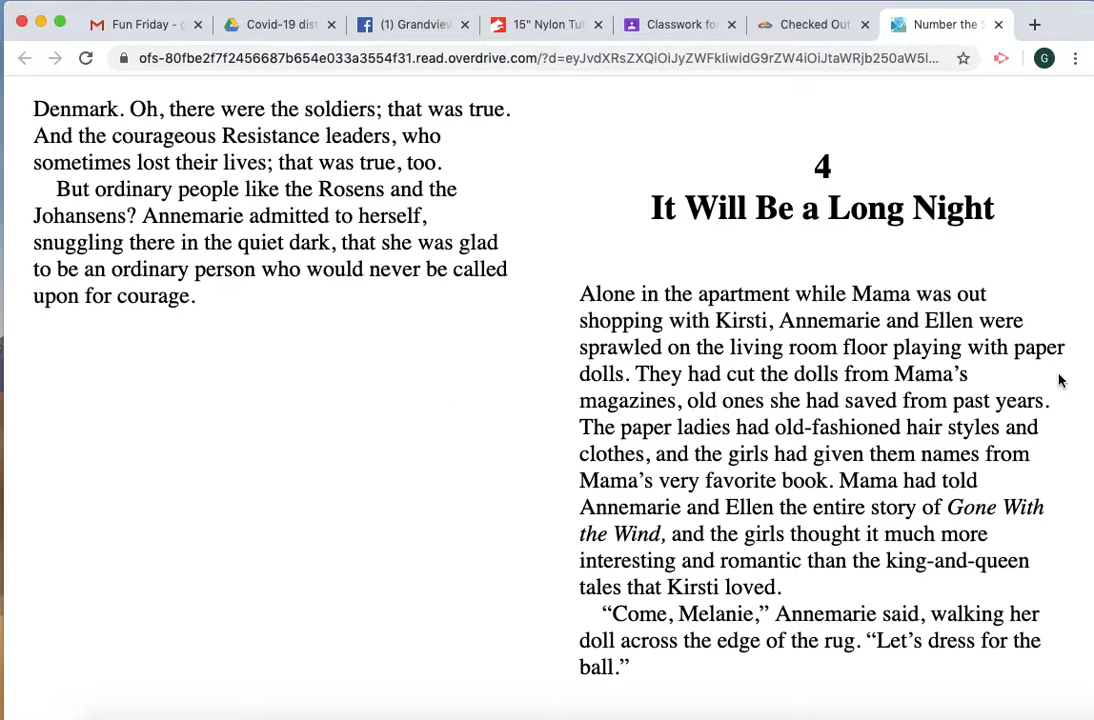 Fun Friday - g
Covid-19 dist
(1) Grandview
15" Nylon Tu
Classwork fo
Checked Out
Number the S
ofs-80fbe2f7f2456687b654e033a3554f31.read.overdrive.com/?d=eyJvdXRsZXQiOiJyZWFkIiwidG9rZW4iOiJtaWRjb250aW5l...
G
Denmark. Oh, there were the soldiers; that was true.
And the courageous Resistance leaders, who
sometimes lost their lives; that was true, too.
But ordinary people like the Rosens and the
Johansens? Annemarie admitted to herself,
snuggling there in the quiet dark, that she was glad
to be an ordinary person who would never be called
upon for courage.
4
It Will Be a Long Night
Alone in the apartment while Mama was out
shopping with Kirsti, Annemarie and Ellen were
sprawled on the living room floor playing with paper
dolls. They had cut the dolls from Mama’s
magazines, old ones she had saved from past years.
The paper ladies had old-fashioned hair styles and
clothes, and the girls had given them names from
Mama’s very favorite book. Mama had told
Annemarie and Ellen the entire story of Gone With
the Wind, and the girls thought it much more
interesting and romantic than the king-and-queen
tales that Kirsti loved.
“Come, Melanie,” Annemarie said, walking her
doll across the edge of the rug. “Let’s dress for the
ball.”